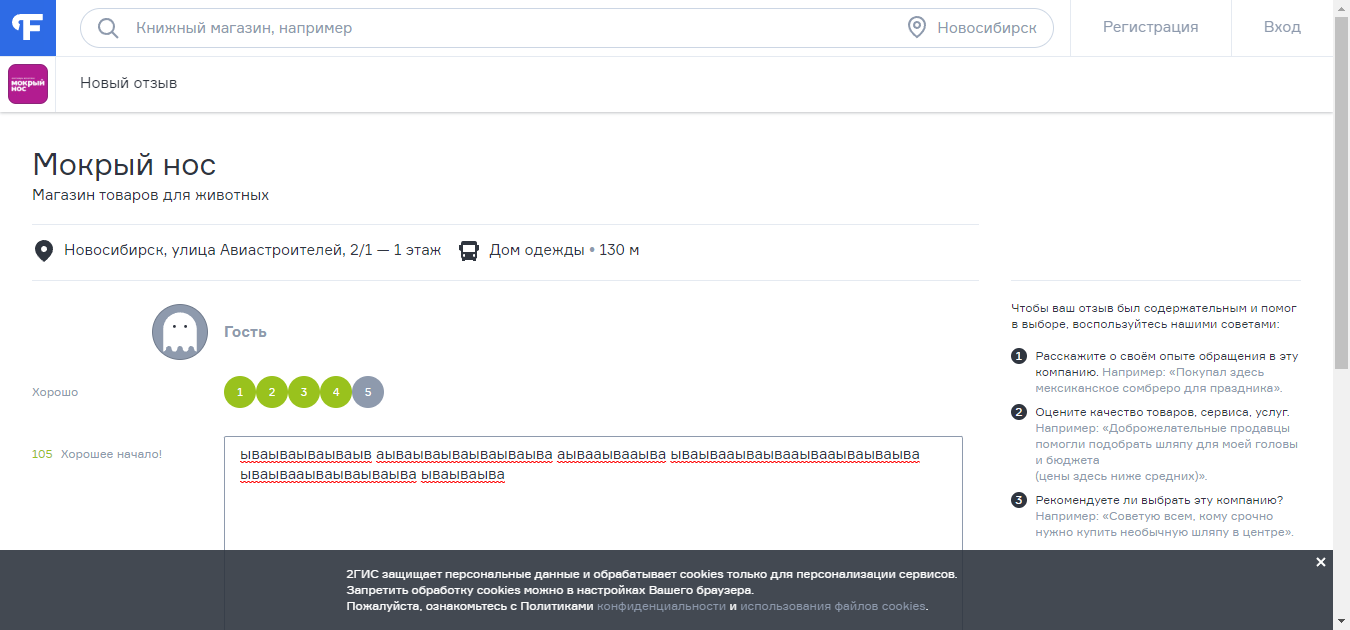 Книжный магазин, например
Новосибирск
Регистрация
Вход
мокрый
нос
Новый отзыв
Мокрый нос
Магазин товаров для животных
Новосибирск, улица Авиастроителей, 2/1 — 1 этаж
Дом одежды • 130 м
Гость
Хорошо
1 2 3 4 5
105 Хорошее начало!
ываываываываыв аываываываываываыва аываааываыва
Чтобы ваш отзыв был содержательным и помог
в выборе, воспользуйтесь нашими советами:
1 Расскажите о своём опыте обращения в эту
компанию. Например: «Покупал здесь
мексиканское сомбреро для праздника».
2 Оцените качество товаров, сервиса, услуг.
Например: «Доброжелательные продавцы
помогли подобрать шляпу для моей головы
и бюджета
(цены здесь ниже средних)».
3 Рекомендуете ли выбрать эту компанию?
Например: «Советую всем, кому срочно
нужно купить необычную шляпу в центре».
2ГИС защищает персональные данные и обрабатывает cookies только для персонализации сервисов.
Запретить обработку cookies можно в настройках Вашего браузера.
Пожалуйста, ознакомьтесь с Политиками конфиденциальности и использования файлов cookies.